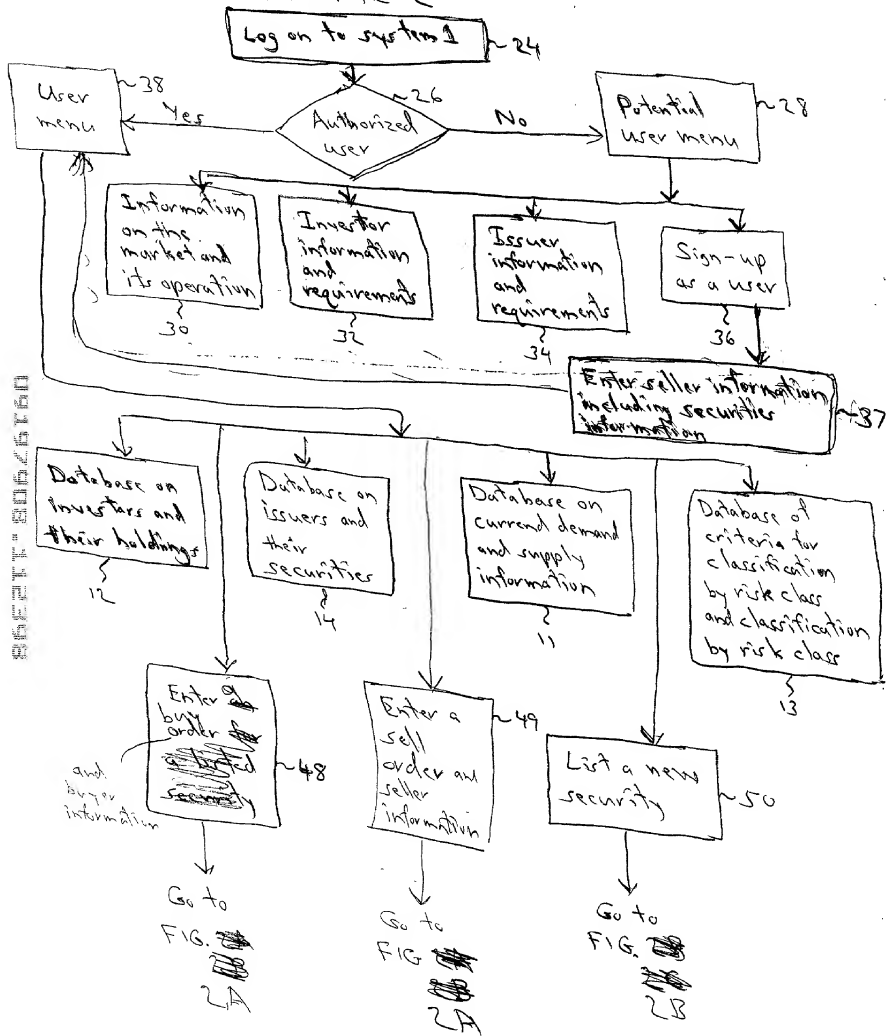 Log on to system 1
24
38
26
28
User
menu
Yes
Authorized
user
No
Potential
user menu
Information
on the
market and
its operation
30
Investor
information
and
requirements
32
Issuer
information
and
requirements
34
Sign-up
as a user
36
Enter seller information
including securities
information
37
Database on
investors and
their holdings
12
Database on
issuers and
their
securities
14
Database on
currend demand
and supply
information
11
Database of
criteria for
classification
by risk class
and classification
by risk class
13
Enter a
buy
order
48
and
buyer
information
Enter a
sell
order and
seller
information
49
List a new
security
50
Go to
FIG.
2A
Go to
FIG
2A
Go to
FIG.
2B